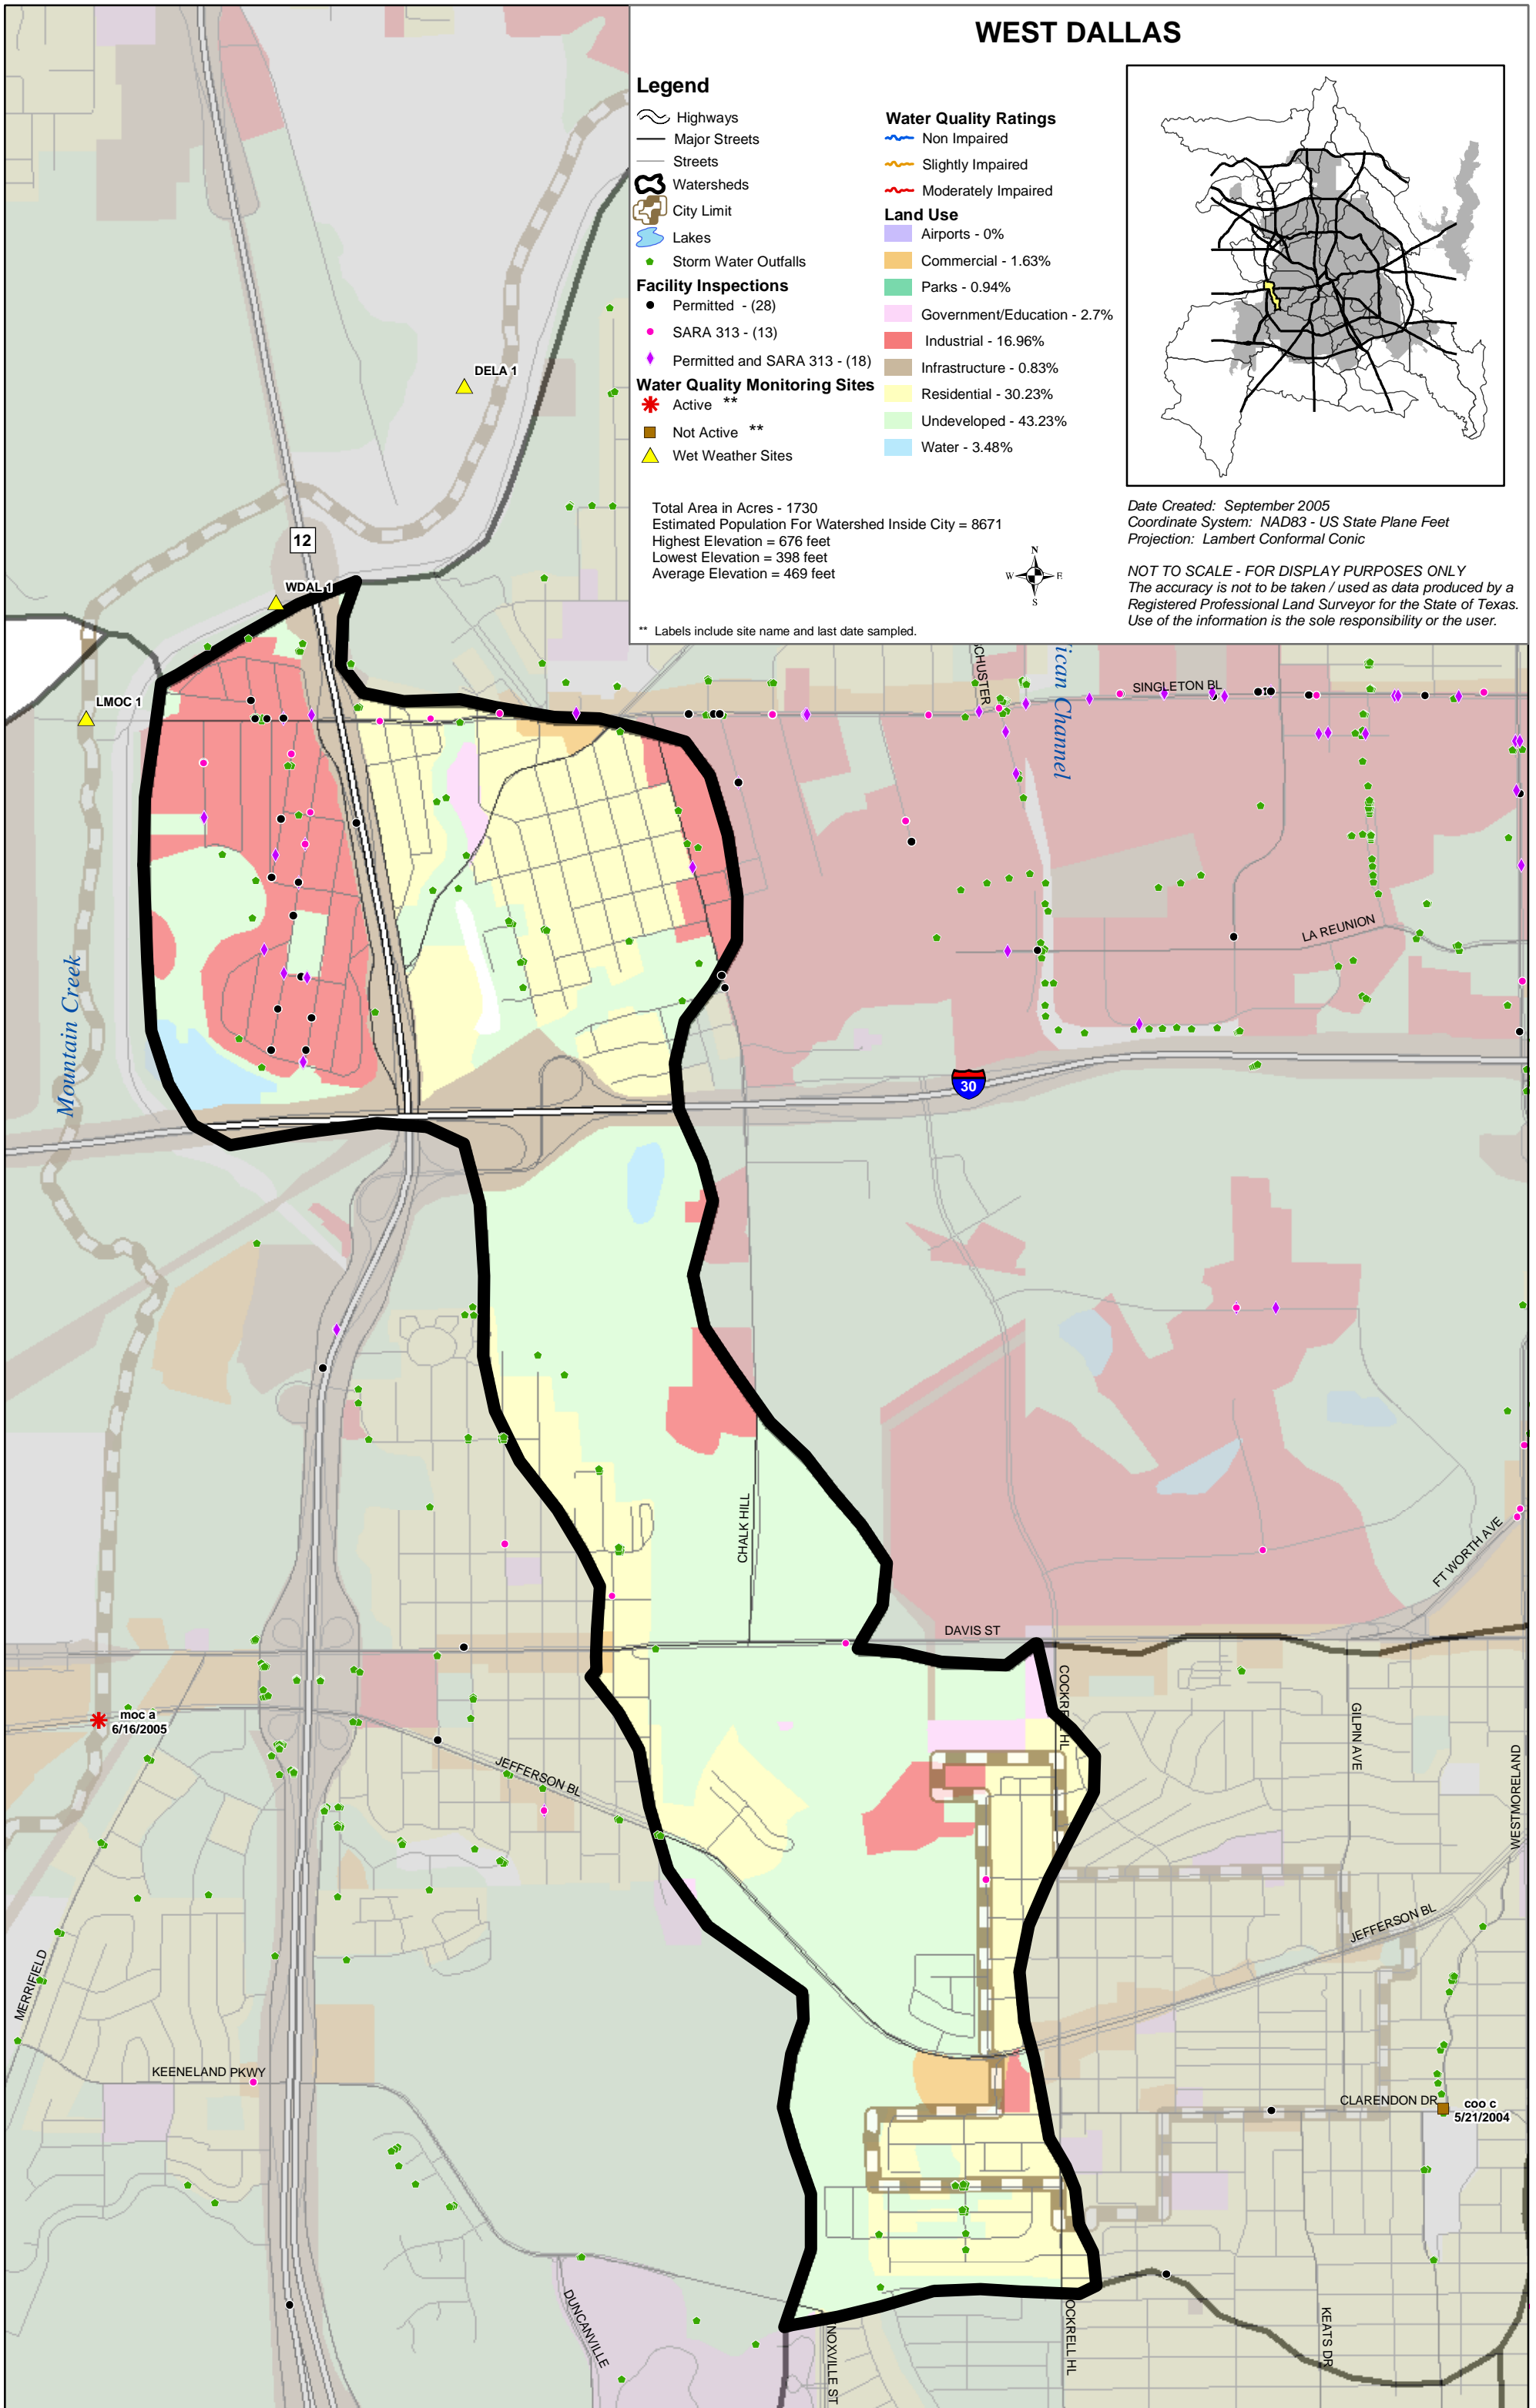 WEST DALLAS
Legend
Highways
Major Streets
Streets
Watersheds
City Limit
Lakes
Storm Water Outfalls
Facility Inspections
Permitted - (28)
SARA 313 - (13)
Permitted and SARA 313 - (18)
Water Quality Monitoring Sites
Active **
Not Active **
Wet Weather Sites
Water Quality Ratings
Non Impaired
Slightly Impaired
Moderately Impaired
Land Use
Airports - 0%
Commercial - 1.63%
Parks - 0.94%
Government/Education - 2.7%
Industrial - 16.96%
Infrastructure - 0.83%
Residential - 30.23%
Undeveloped - 43.23%
Water - 3.48%
Total Area in Acres - 1730
Estimated Population For Watershed Inside City = 8671
Highest Elevation = 676 feet
Lowest Elevation = 398 feet
Average Elevation = 469 feet
N
W E
S
** Labels include site name and last date sampled.
Date Created: September 2005
Coordinate System: NAD83 - US State Plane Feet
Projection: Lambert Conformal Conic
NOT TO SCALE - FOR DISPLAY PURPOSES ONLY
The accuracy is not to be taken / used as data produced by a
Registered Professional Land Surveyor for the State of Texas.
Use of the information is the sole responsibility or the user.
DELA 1
12
WDAL 1
LMOC 1
CHUSTER
ican Channel
SINGLETON BL
LA REUNION
Mountain Creek
30
CHALK HILL
FT WORTH AVE
DAVIS ST
COCKRELL HL
GILPIN AVE
WESTMORELAND
moc a
6/16/2005
JEFFERSON BL
JEFFERSON BL
MERRIFIELD
KEENELAND PKWY
CLARENDON DR
coo c
5/21/2004
DUNCANVILLE
NOXVILLE ST
OCKRELL HL
KEATS DR